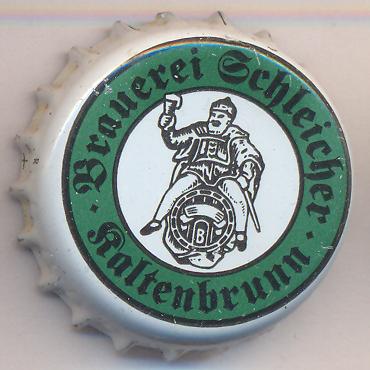 Brauerei Schleicher
Kaltenbrunn
B